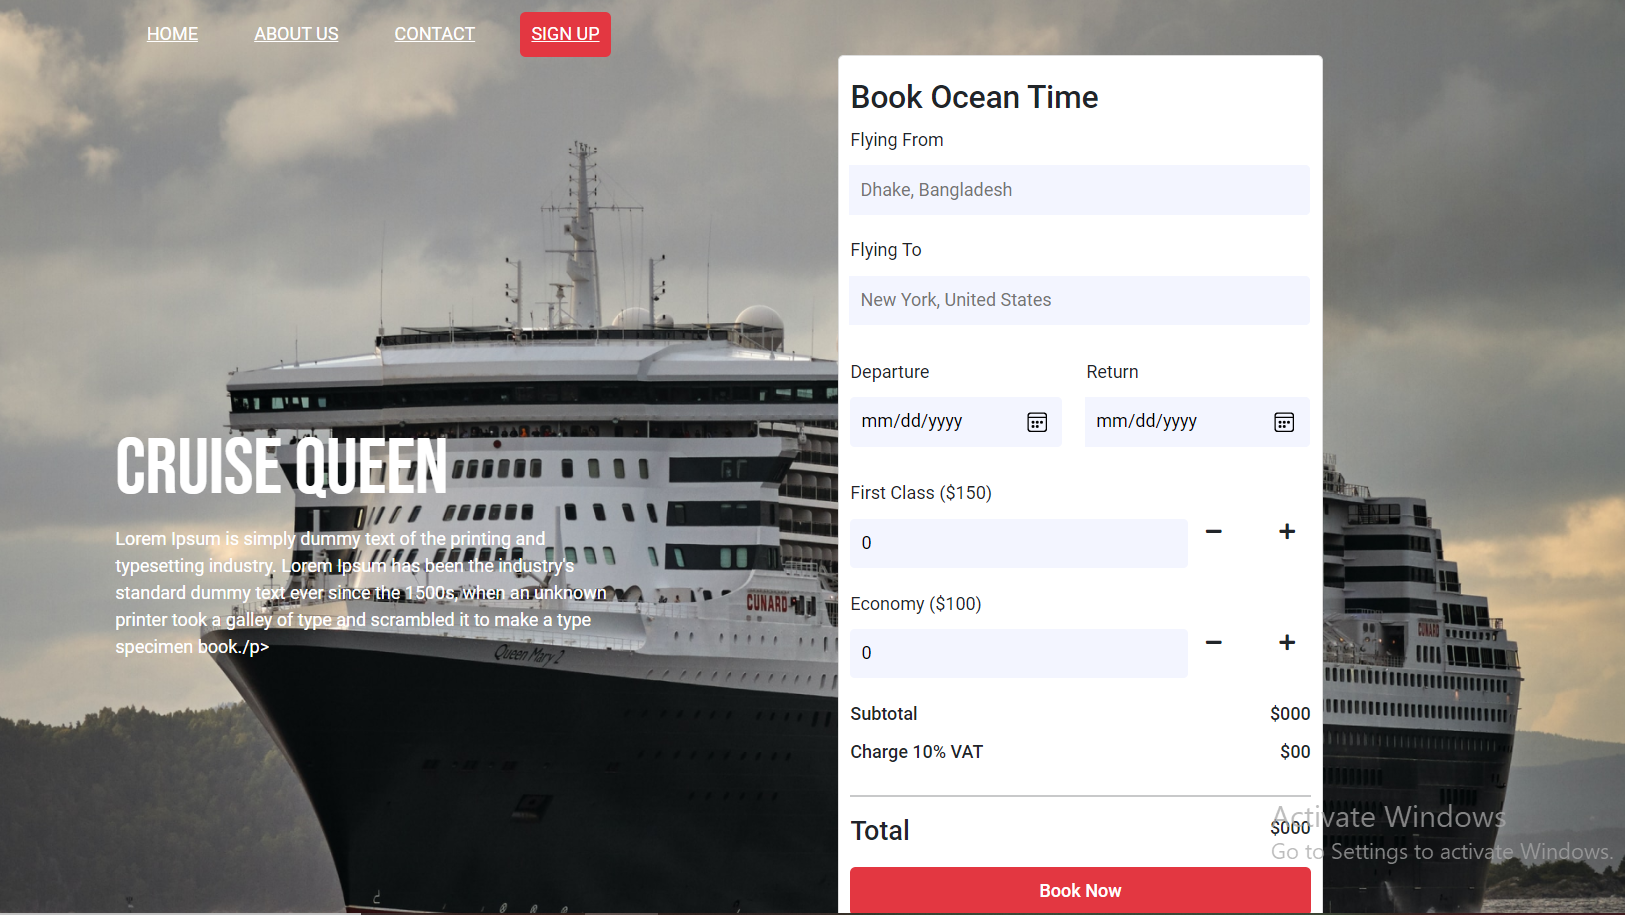 HOME ABOUT US CONTACT SIGN UP
Book Ocean Time
Flying From
Dhake, Bangladesh
Flying To
New York, United States
Departure Return
mm/dd/yyyy mm/dd/yyyy
First Class ($150)
0
Economy ($100)
0
Subtotal $000
Charge 10% VAT $00
Total $000
Book Now
CRUISE QUEEN
Lorem Ipsum is simply dummy text of the printing and
typesetting industry. Lorem Ipsum has been the industry's
standard dummy text ever since the 1500s, when an unknown
printer took a galley of type and scrambled it to make a type
specimen book./p>
CUNARD
Queen Mary 2
CUNARD
Activate Windows
Go to Settings to activate Windows.